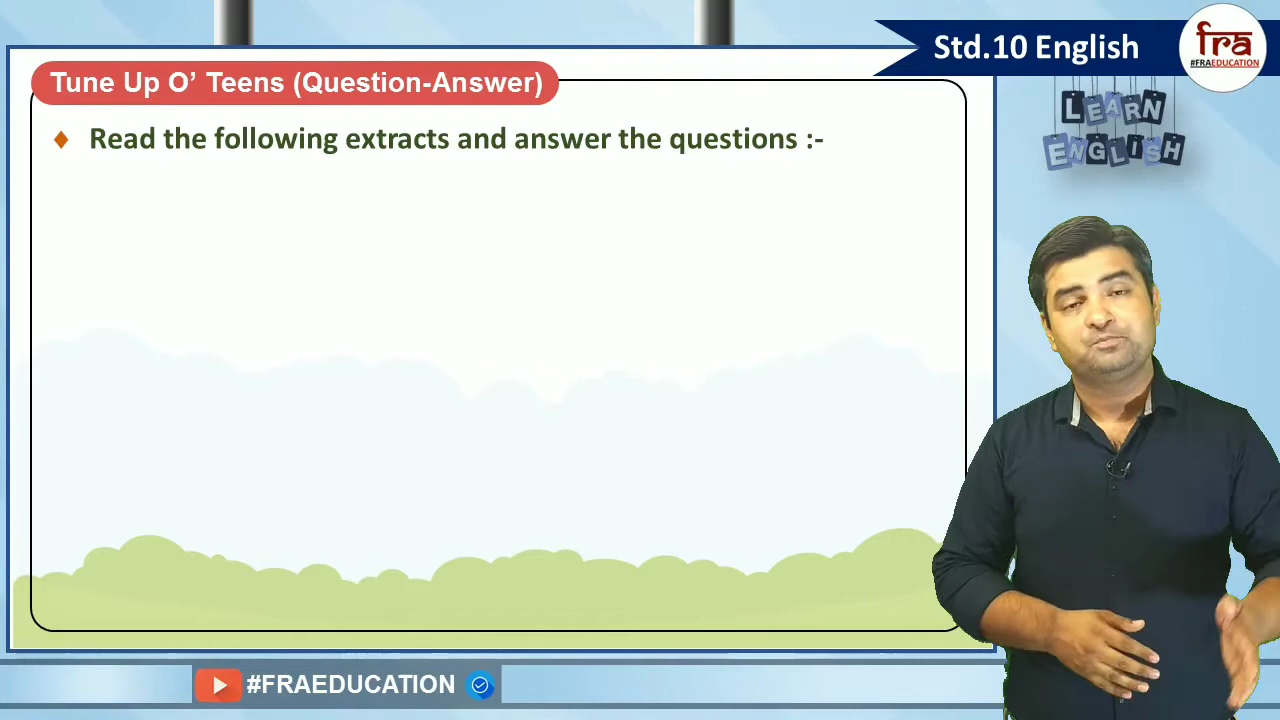 Std.10 English
fra
#FRAEDUCATION
Tune Up O’ Teens (Question-Answer)
LEARN
ENGLISH
Read the following extracts and answer the questions :-
#FRAEDUCATION